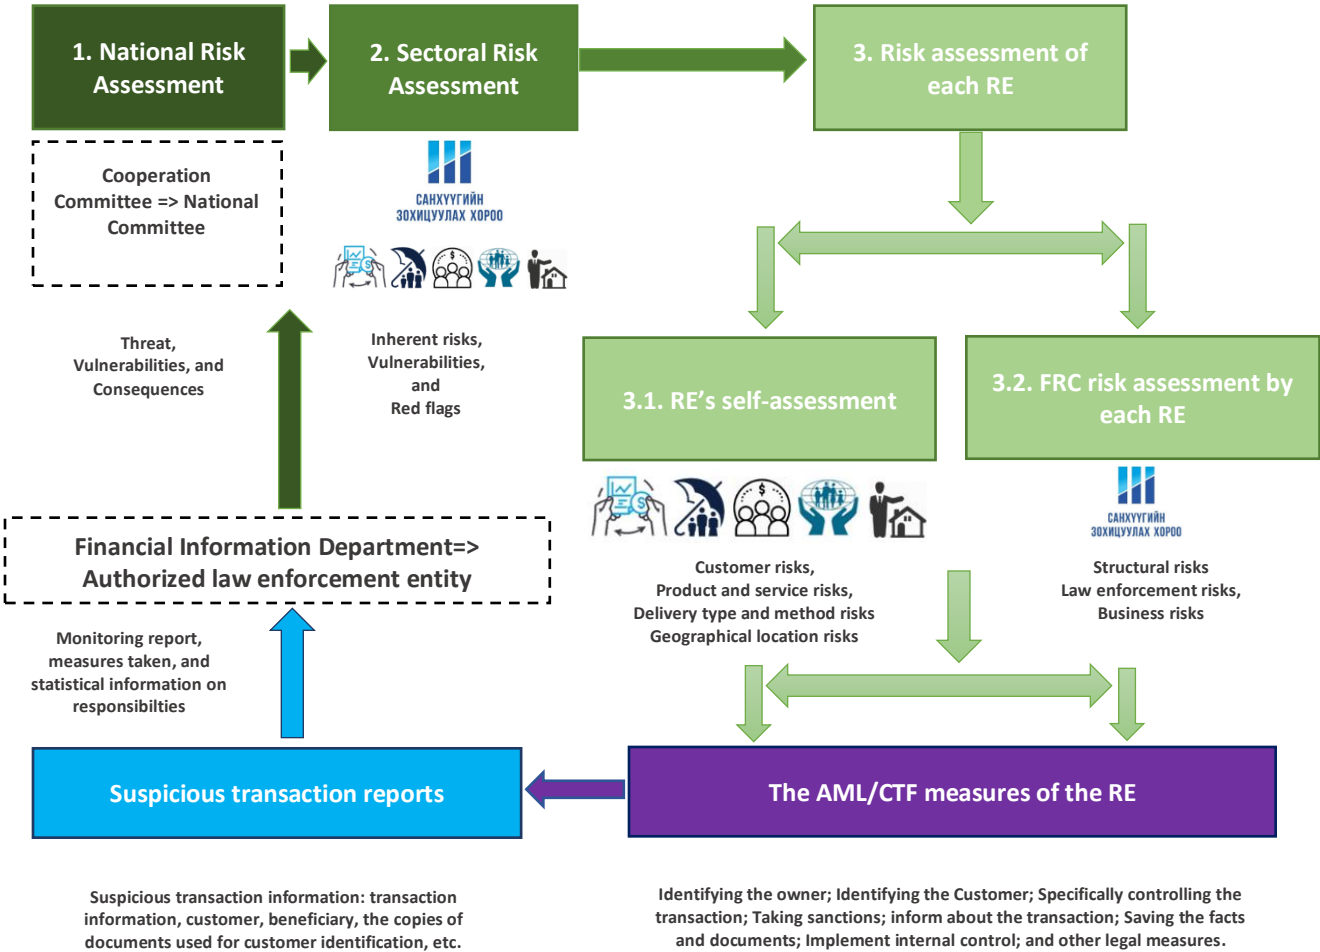 1. National Risk
Assessment
2. Sectoral Risk
Assessment
3. Risk assessment of
each RE
Cooperation
Committee => National
Committee
САНХҮҮГИЙН
ЗОХИЦУУЛАХ ХОРОО
Threat,
Vulnerabilities, and
Consequences
Inherent risks,
Vulnerabilities,
and
Red flags
3.1. RE’s self-assessment
3.2. FRC risk assessment by
each RE
САНХҮҮГИЙН
ЗОХИЦУУЛАХ ХОРОО
Financial Information Department=>
Authorized law enforcement entity
Customer risks,
Product and service risks,
Delivery type and method risks
Geographical location risks
Structural risks
Law enforcement risks,
Business risks
Monitoring report,
measures taken, and
statistical information on
responsibilties
Suspicious transaction reports
The AML/CTF measures of the RE
Suspicious transaction information: transaction
information, customer, beneficiary, the copies of
documents used for customer identification, etc.
Identifying the owner; Identifying the Customer; Specifically controlling the
transaction; Taking sanctions; inform about the transaction; Saving the facts
and documents; Implement internal control; and other legal measures.